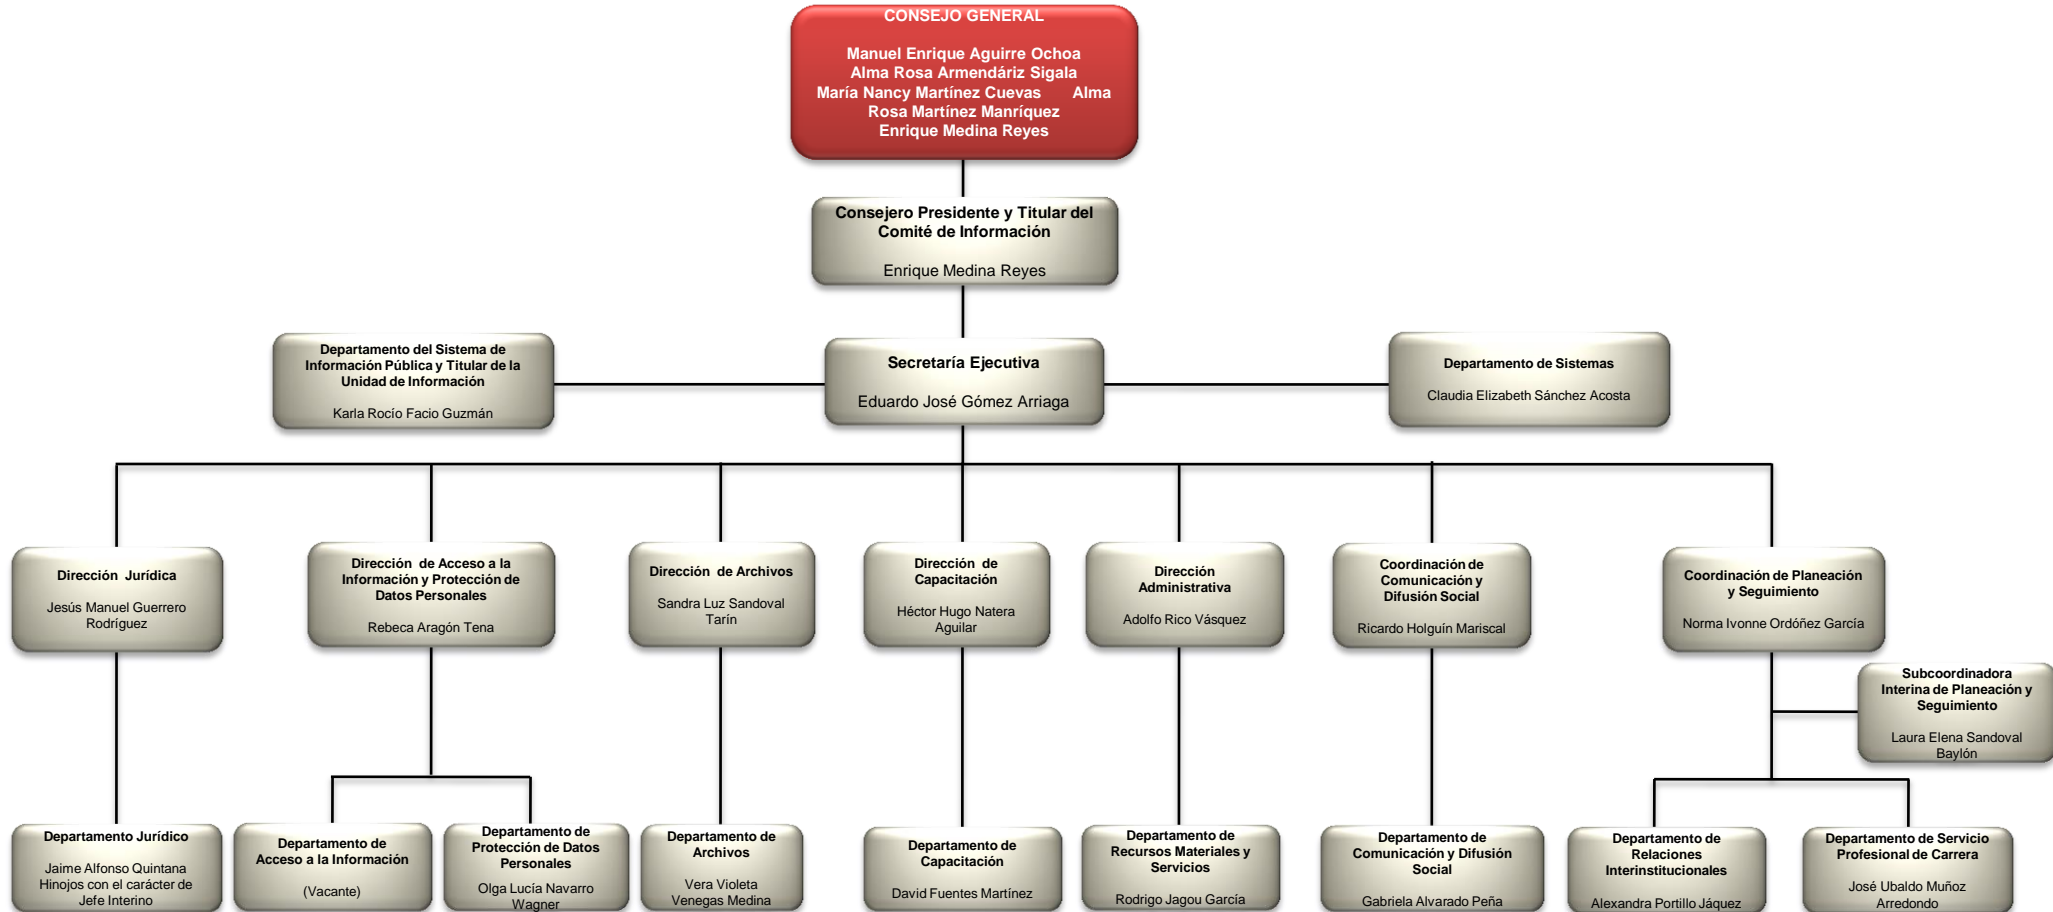 CONSEJO GENERAL
Manuel Enrique Aguirre Ochoa
Alma Rosa Armendáriz Sigala
María Nancy Martínez Cuevas Alma
Rosa Martínez Manríquez
Enrique Medina Reyes
Consejero Presidente y Titular del
Comité de Información
Enrique Medina Reyes
Departamento del Sistema de
Información Pública y Titular de la
Unidad de Información
Karla Rocío Facio Guzmán
Secretaría Ejecutiva
Eduardo José Gómez Arriaga
Departamento de Sistemas
Claudia Elizabeth Sánchez Acosta
Dirección Jurídica
Jesús Manuel Guerrero
Rodríguez
Dirección de Acceso a la
Información y Protección de
Datos Personales
Rebeca Aragón Tena
Dirección de Archivos
Sandra Luz Sandoval
Tarín
Dirección de
Capacitación
Héctor Hugo Natera
Aguilar
Dirección
Administrativa
Adolfo Rico Vásquez
Coordinación de
Comunicación y
Difusión Social
Ricardo Holguín Mariscal
Coordinación de Planeación
y Seguimiento
Norma Ivonne Ordóñez García
Subcoordinadora
Interina de Planeación y
Seguimiento
Laura Elena Sandoval
Baylón
Departamento Jurídico
Jaime Alfonso Quintana
Hinojos con el carácter de
Jefe Interino
Departamento de
Acceso a la Información
(Vacante)
Departamento de
Protección de Datos
Personales
Olga Lucía Navarro
Wagner
Departamento de
Archivos
Vera Violeta
Venegas Medina
Departamento de
Capacitación
David Fuentes Martínez
Departamento de
Recursos Materiales y
Servicios
Rodrigo Jagou García
Departamento de
Comunicación y Difusión
Social
Gabriela Alvarado Peña
Departamento de
Relaciones
Interinstitucionales
Alexandra Portillo Jáquez
Departamento de Servicio
Profesional de Carrera
José Ubaldo Muñoz
Arredondo